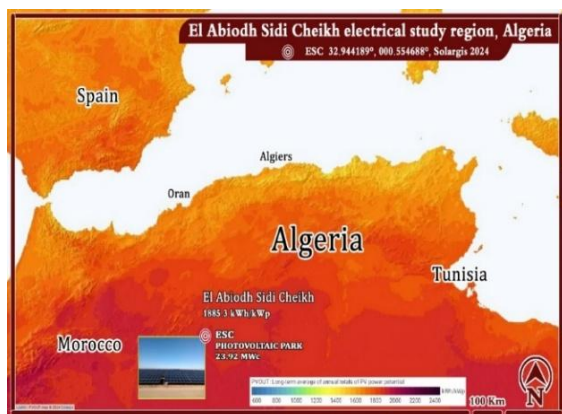 El Abiodh Sidi Cheikh electrical study region, Algeria
ESC 32.944189°, 000.554688°, Solargis 2024
Spain
Algiers
Oran
Algeria
Tunisia
El Abiodh Sidi Cheikh
1885.3 kWh/kWp
ESC
PHOTOVOLTAIC PARK
23.92 MWc
Morocco
PVOUT: Long-term average of annual totals of PV power potential
600 800 1000 1200 1400 1600 1800 2000 2200 2400
kWh/kWp
100 Km
N